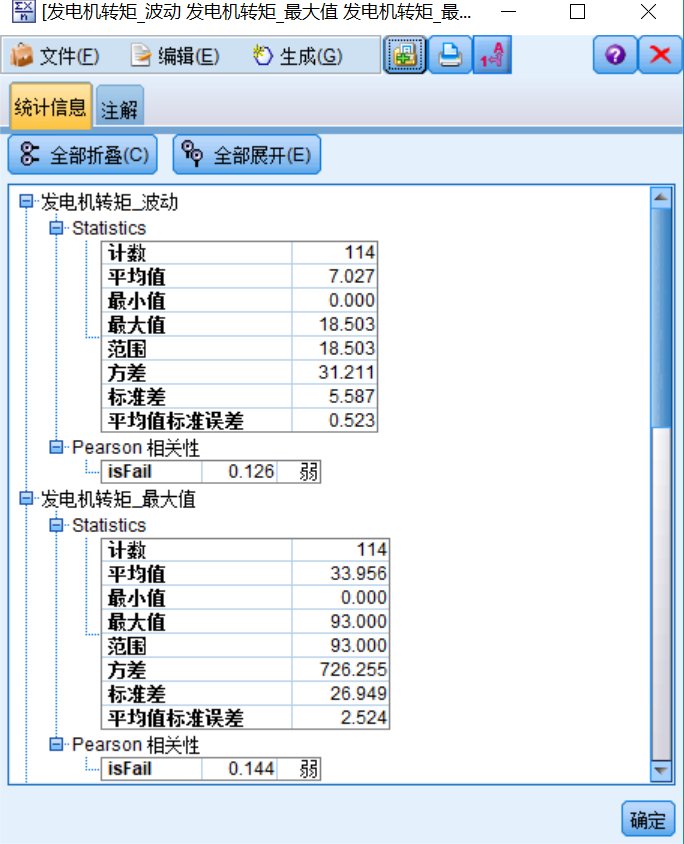 [发电机转矩_波动 发电机转矩_最大值 发电机转矩_最...
文件(F) 编辑(E) 生成(G)
统计信息 注解
全部折叠(C) 全部展开(E)
发电机转矩_波动
Statistics
计数 114
平均值 7.027
最小值 0.000
最大值 18.503
范围 18.503
方差 31.211
标准差 5.587
平均值标准误差 0.523
Pearson 相关性
isFail 0.126 弱
发电机转矩_最大值
Statistics
计数 114
平均值 33.956
最小值 0.000
最大值 93.000
范围 93.000
方差 726.255
标准差 26.949
平均值标准误差 2.524
Pearson 相关性
isFail 0.144 弱
确定